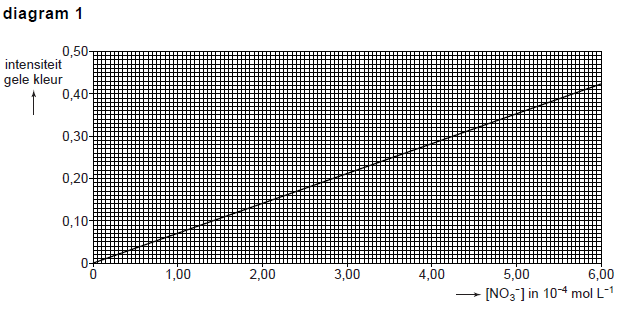 diagram 1
intensiteit
gele kleur
0,50
0,40
0,30
0,20
0,10
0
0 1,00 2,00 3,00 4,00 5,00 6,00
[NO₃⁻] in 10⁻⁴ mol L⁻¹